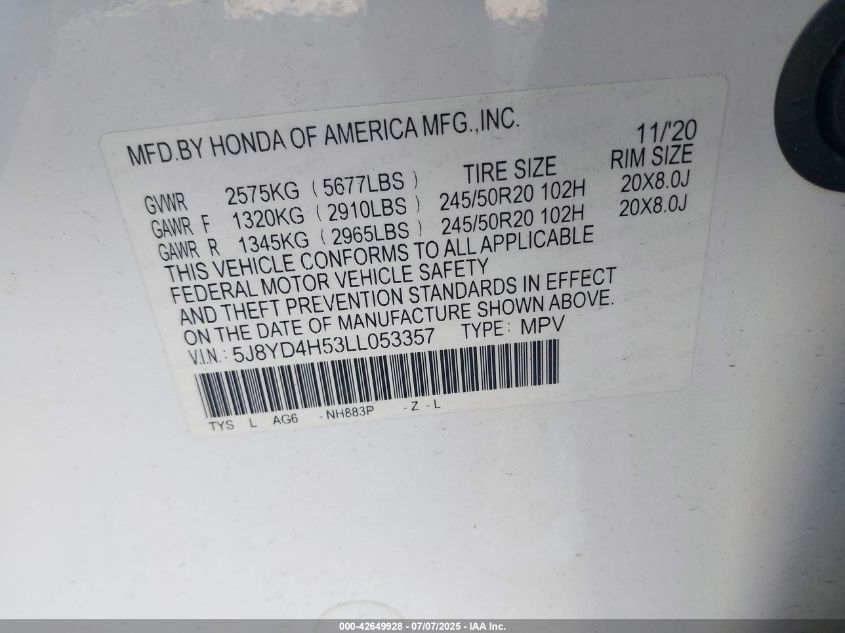 MFD.BY HONDA OF AMERICA MFG.,INC. 11/'20
TIRE SIZE RIM SIZE
GVWR 2575KG (5677LBS)
GAWR F 1320KG (2910LBS) 245/50R20 102H 20X8.0J
GAWR R 1345KG (2965LBS) 245/50R20 102H 20X8.0J
THIS VEHICLE CONFORMS TO ALL APPLICABLE
FEDERAL MOTOR VEHICLE SAFETY
AND THEFT PREVENTION STANDARDS IN EFFECT
ON THE DATE OF MANUFACTURE SHOWN ABOVE.
V.I.N.: 5J8YD4H53LL053357 TYPE: MPV
TYS L AG6 -NH883P -Z -L
000-42649928 - 07/07/2025 - IAA Inc.